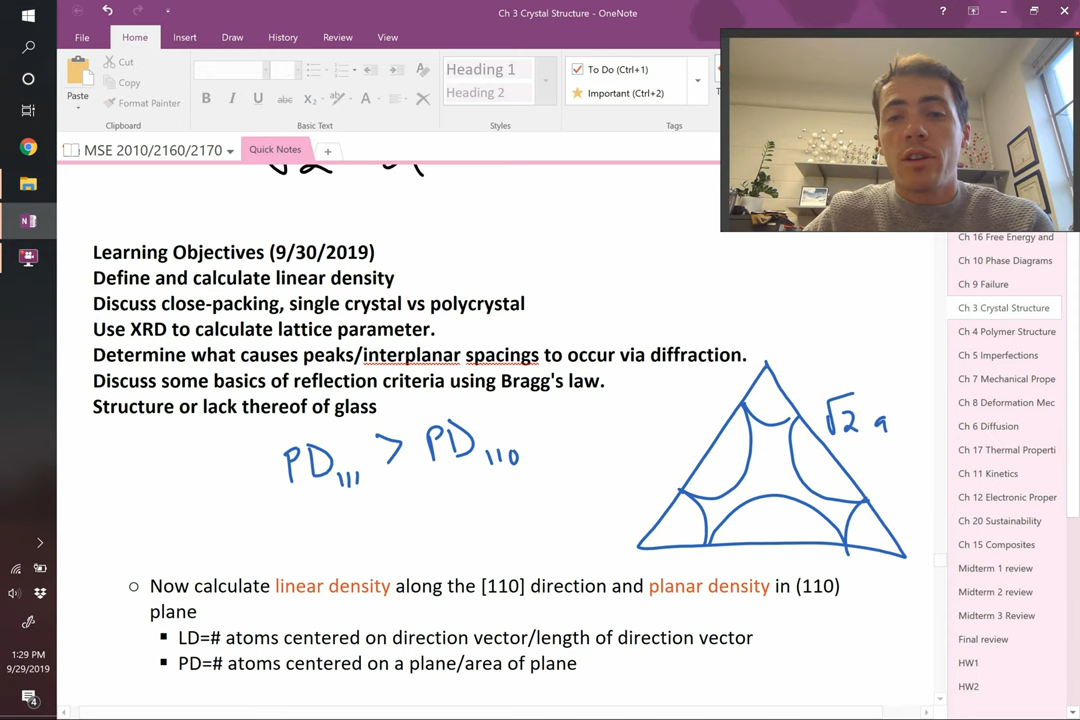 Ch 3 Crystal Structure - OneNote
File Home Insert Draw History Review View
Paste
Cut
Copy
Format Painter
Clipboard
B I U abc X₂ A
Basic Text
Heading 1
Heading 2
Styles
To Do (Ctrl+1)
Important (Ctrl+2)
Tags
MSE 2010/2160/2170
Quick Notes
+
Learning Objectives (9/30/2019)
Define and calculate linear density
Discuss close-packing, single crystal vs polycrystal
Use XRD to calculate lattice parameter.
Determine what causes peaks/interplanar spacings to occur via diffraction.
Discuss some basics of reflection criteria using Bragg's law.
Structure or lack thereof of glass
PD₁₁₁ > PD₁₁₀
√2 a
○ Now calculate linear density along the [110] direction and planar density in (110)
plane
▪ LD=# atoms centered on direction vector/length of direction vector
▪ PD=# atoms centered on a plane/area of plane
Ch 16 Free Energy and
Ch 10 Phase Diagrams
Ch 9 Failure
Ch 3 Crystal Structure
Ch 4 Polymer Structure
Ch 5 Imperfections
Ch 7 Mechanical Prope
Ch 8 Deformation Mec
Ch 6 Diffusion
Ch 17 Thermal Properti
Ch 11 Kinetics
Ch 12 Electronic Proper
Ch 20 Sustainability
Ch 15 Composites
Midterm 1 review
Midterm 2 review
Midterm 3 Review
Final review
HW1
HW2
1:29 PM
9/29/2019
4